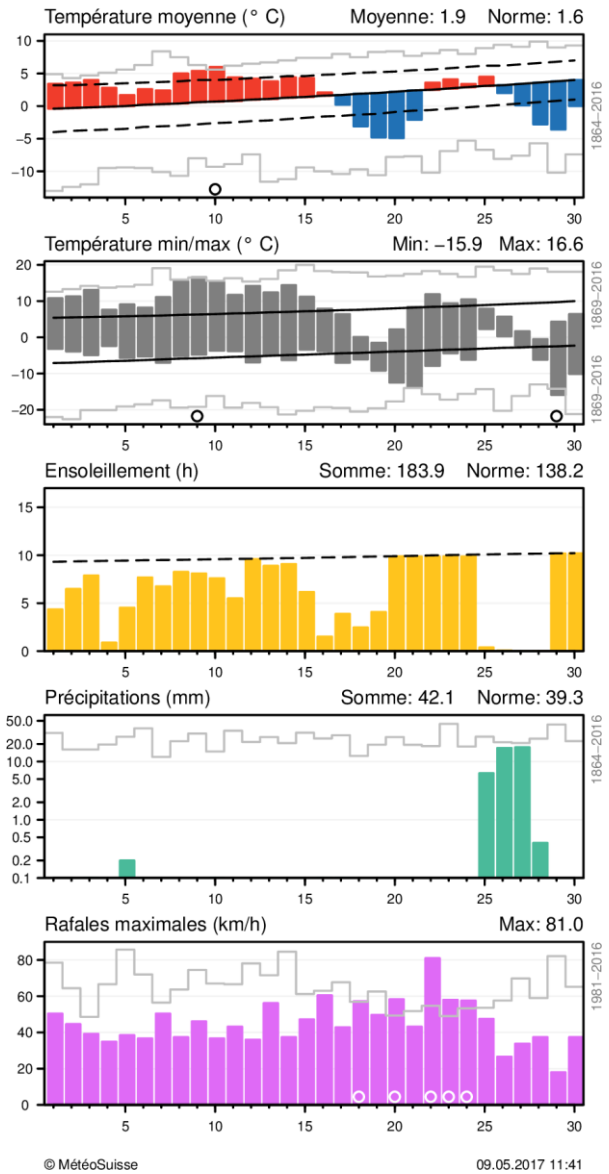 Température moyenne (° C) Moyenne: 1.9 Norme: 1.6
10
5
0
−5
−10
1864−2016
5 10 15 20 25 30
Température min/max (° C) Min: −15.9 Max: 16.6
20
10
0
−10
−20
1869−2016 1869−2016
5 10 15 20 25 30
Ensoleillement (h) Somme: 183.9 Norme: 138.2
15
10
5
0
5 10 15 20 25 30
Précipitations (mm) Somme: 42.1 Norme: 39.3
50.0
20.0
10.0
5.0
2.0
1.0
0.5
0.2
0.1
1864−2016
5 10 15 20 25 30
Rafales maximales (km/h) Max: 81.0
80
60
40
20
0
1981−2016
5 10 15 20 25 30
© MétéoSuisse 09.05.2017 11:41